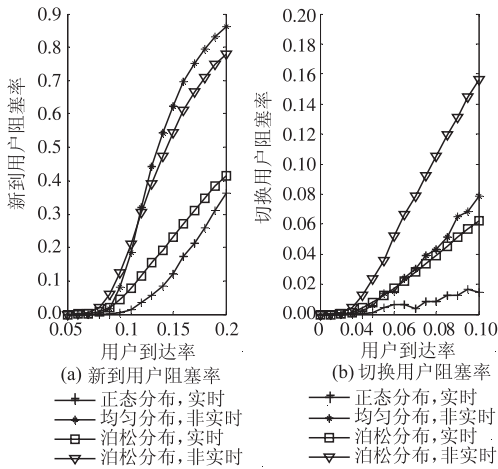 0.9
0.8
0.7
0.6
0.5
0.4
0.3
0.2
0.1
0.0
新到用户阻塞率
0.05 0.1 0.15 0.2
用户到达率
(a) 新到用户阻塞率
正态分布,实时
均匀分布,非实时
泊松分布,实时
泊松分布,非实时
0.20
0.18
0.16
0.14
0.12
0.10
0.08
0.06
0.04
0.02
0.00
切换用户阻塞率
0 0.04 0.06 0.08 0.10
用户到达率
(b) 切换用户阻塞率
正态分布,实时
均匀分布,非实时
泊松分布,实时
泊松分布,非实时